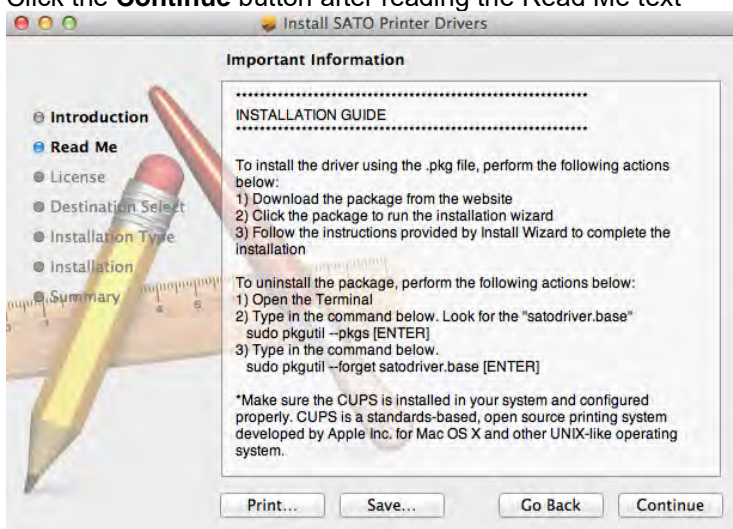 Click the Continue button after reading the Read Me text
Install SATO Printer Drivers
Important Information
Introduction
Read Me
License
Destination Select
Installation Type
Installation
Summary
***********************************************************
INSTALLATION GUIDE
***********************************************************
To install the driver using the .pkg file, perform the following actions
below:
1) Download the package from the website
2) Click the package to run the installation wizard
3) Follow the instructions provided by Install Wizard to complete the
installation
To uninstall the package, perform the following actions below:
1) Open the Terminal
2) Type in the command below. Look for the "satodriver.base"
sudo pkgutil --pkgs [ENTER]
3) Type in the command below.
sudo pkgutil --forget satodriver.base [ENTER]
*Make sure the CUPS is installed in your system and configured
properly. CUPS is a standards-based, open source printing system
developed by Apple Inc. for Mac OS X and other UNIX-like operating
system.
4 5
Print... Save... Go Back Continue